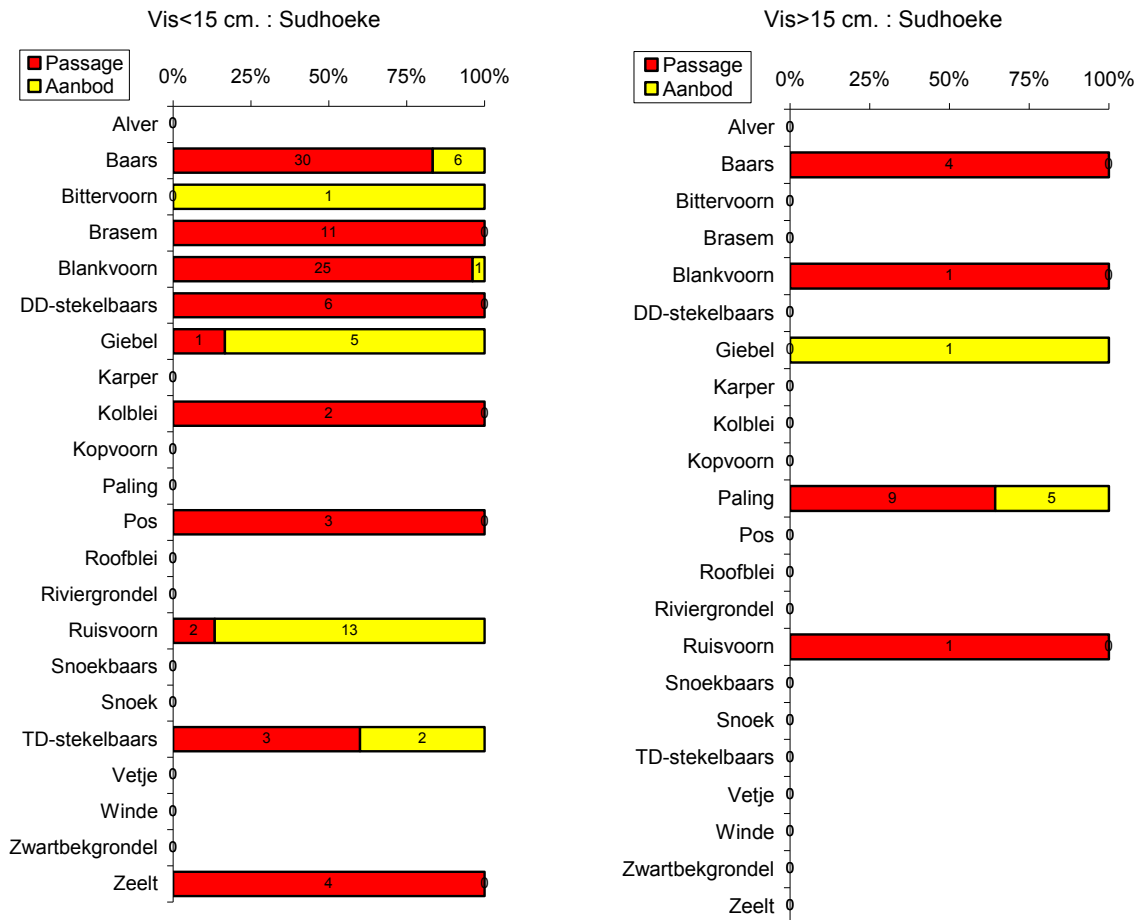 Vis<15 cm. : Sudhoeke
Passage
Aanbod
0% 25% 50% 75% 100%
Alver 0
Baars 30 6
Bittervoorn 0 1
Brasem 11 0
Blankvoorn 25 1
DD-stekelbaars 6 0
Giebel 1 5
Karper 0
Kolblei 2 0
Kopvoorn 0
Paling 0
Pos 3 0
Roofblei 0
Riviergrondel 0
Ruisvoorn 2 13
Snoekbaars 0
Snoek 0
TD-stekelbaars 3 2
Vetje 0
Winde 0
Zwartbekgrondel 0
Zeelt 4 0
Vis>15 cm. : Sudhoeke
Passage
Aanbod
0% 25% 50% 75% 100%
Alver 0
Baars 4 0
Bittervoorn 0
Brasem 0
Blankvoorn 1 0
DD-stekelbaars 0
Giebel 0 1
Karper 0
Kolblei 0
Kopvoorn 0
Paling 9 5
Pos 0
Roofblei 0
Riviergrondel 0
Ruisvoorn 1 0
Snoekbaars 0
Snoek 0
TD-stekelbaars 0
Vetje 0
Winde 0
Zwartbekgrondel 0
Zeelt 0